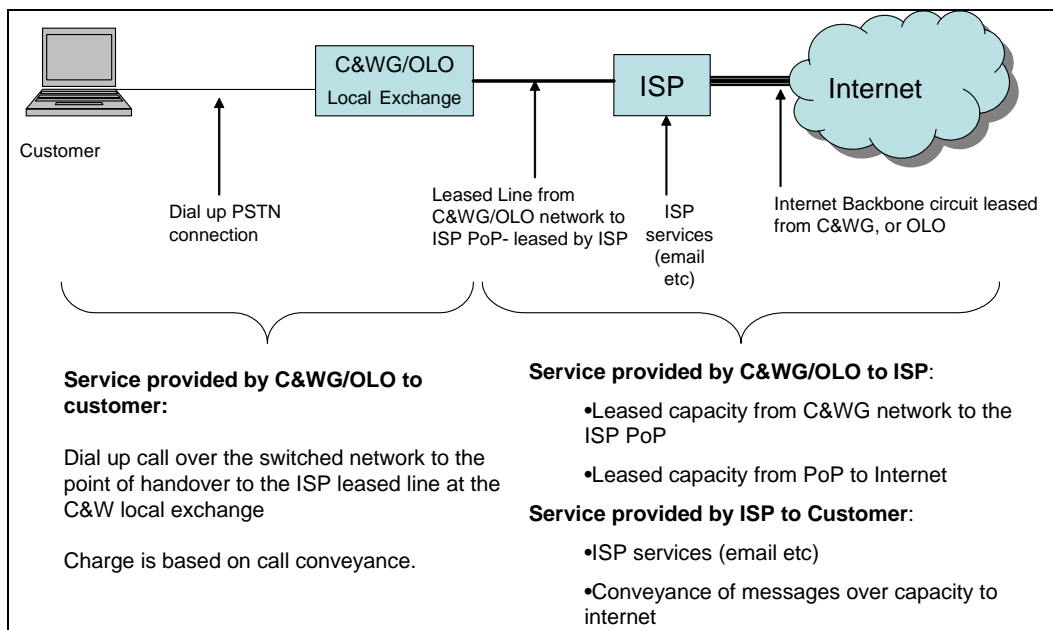 C&WG/OLO
Local Exchange
ISP
Internet
Customer
Dial up PSTN
connection
Leased Line from
C&WG/OLO network to
ISP PoP- leased by ISP
ISP
services
(email
etc)
Internet Backbone circuit leased
from C&WG, or OLO
Service provided by C&WG/OLO to
customer:
Dial up call over the switched network to the
point of handover to the ISP leased line at the
C&W local exchange
Charge is based on call conveyance.
Service provided by C&WG/OLO to ISP:
•Leased capacity from C&WG network to the
ISP PoP
•Leased capacity from PoP to Internet
Service provided by ISP to Customer:
•ISP services (email etc)
•Conveyance of messages over capacity to
internet